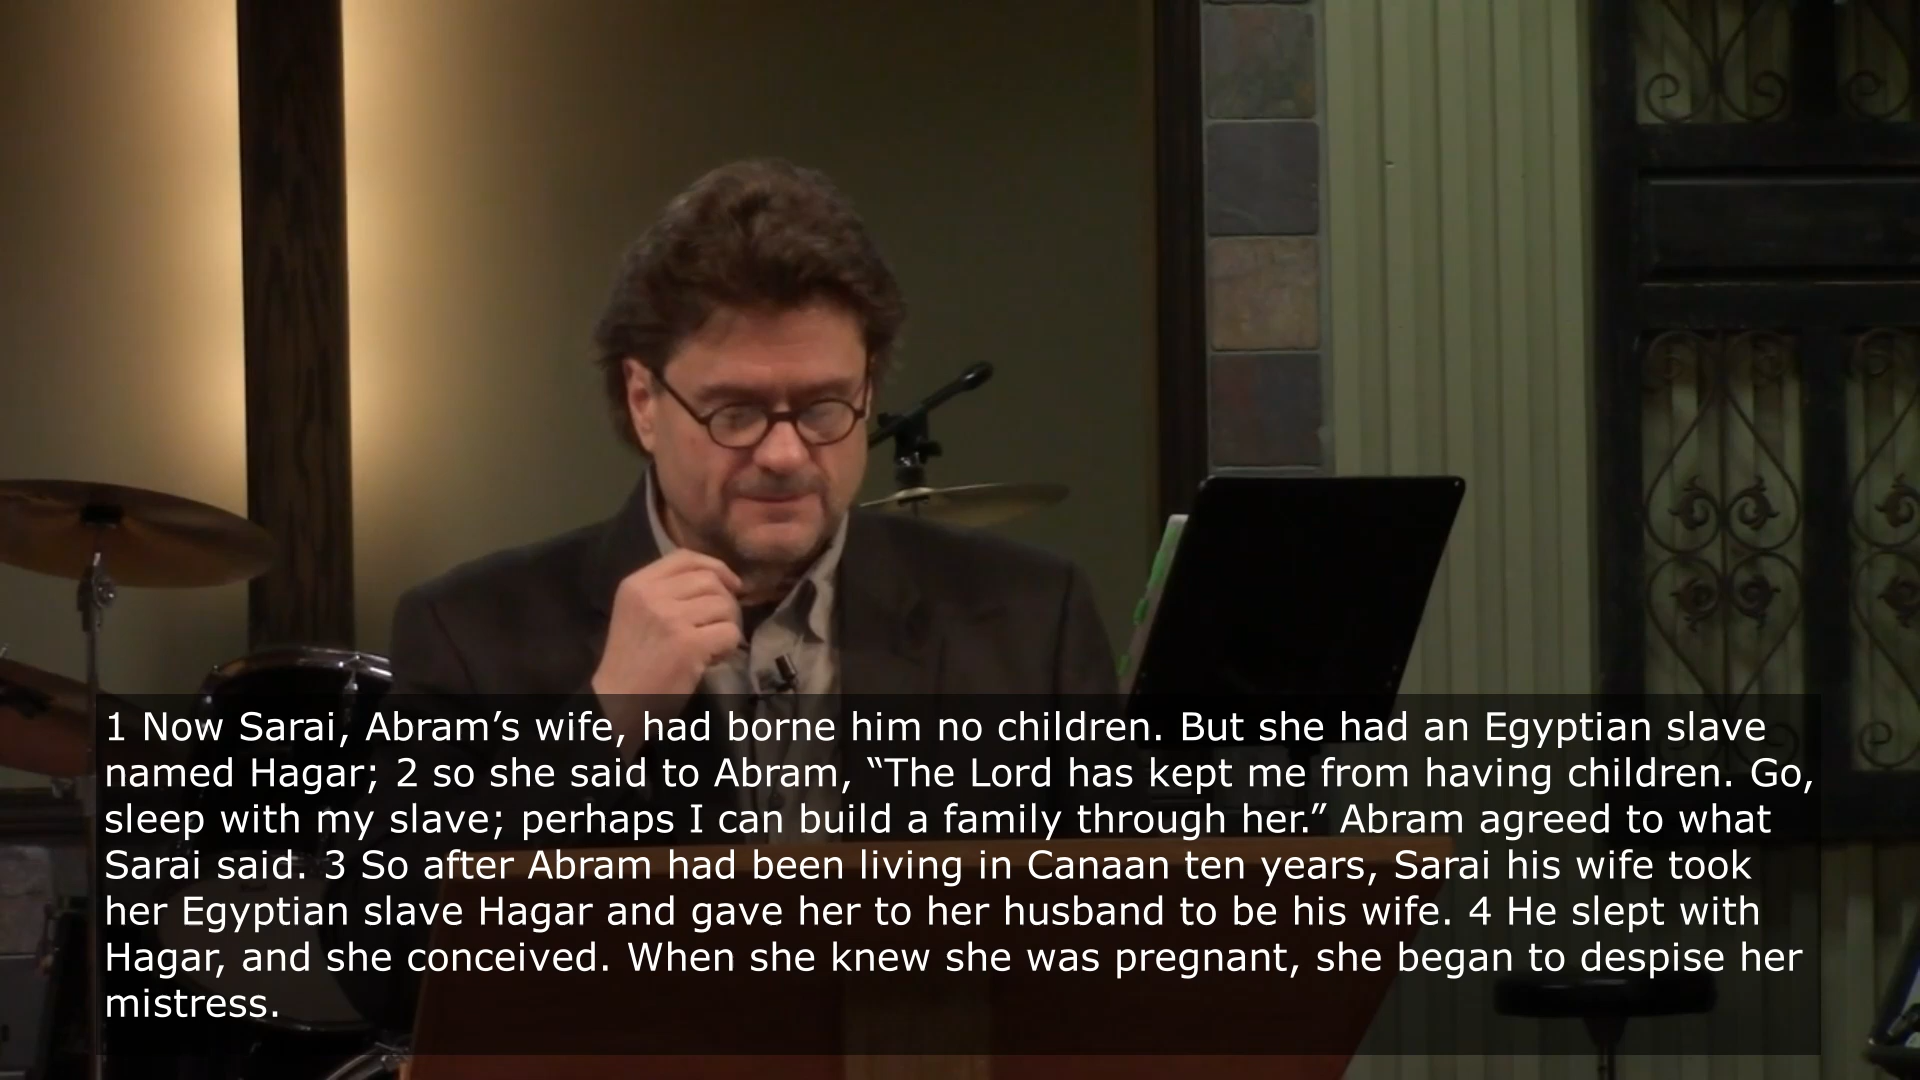 1 Now Sarai, Abram’s wife, had borne him no children. But she had an Egyptian slave
named Hagar; 2 so she said to Abram, “The Lord has kept me from having children. Go,
sleep with my slave; perhaps I can build a family through her.” Abram agreed to what
Sarai said. 3 So after Abram had been living in Canaan ten years, Sarai his wife took
her Egyptian slave Hagar and gave her to her husband to be his wife. 4 He slept with
Hagar, and she conceived. When she knew she was pregnant, she began to despise her
mistress.